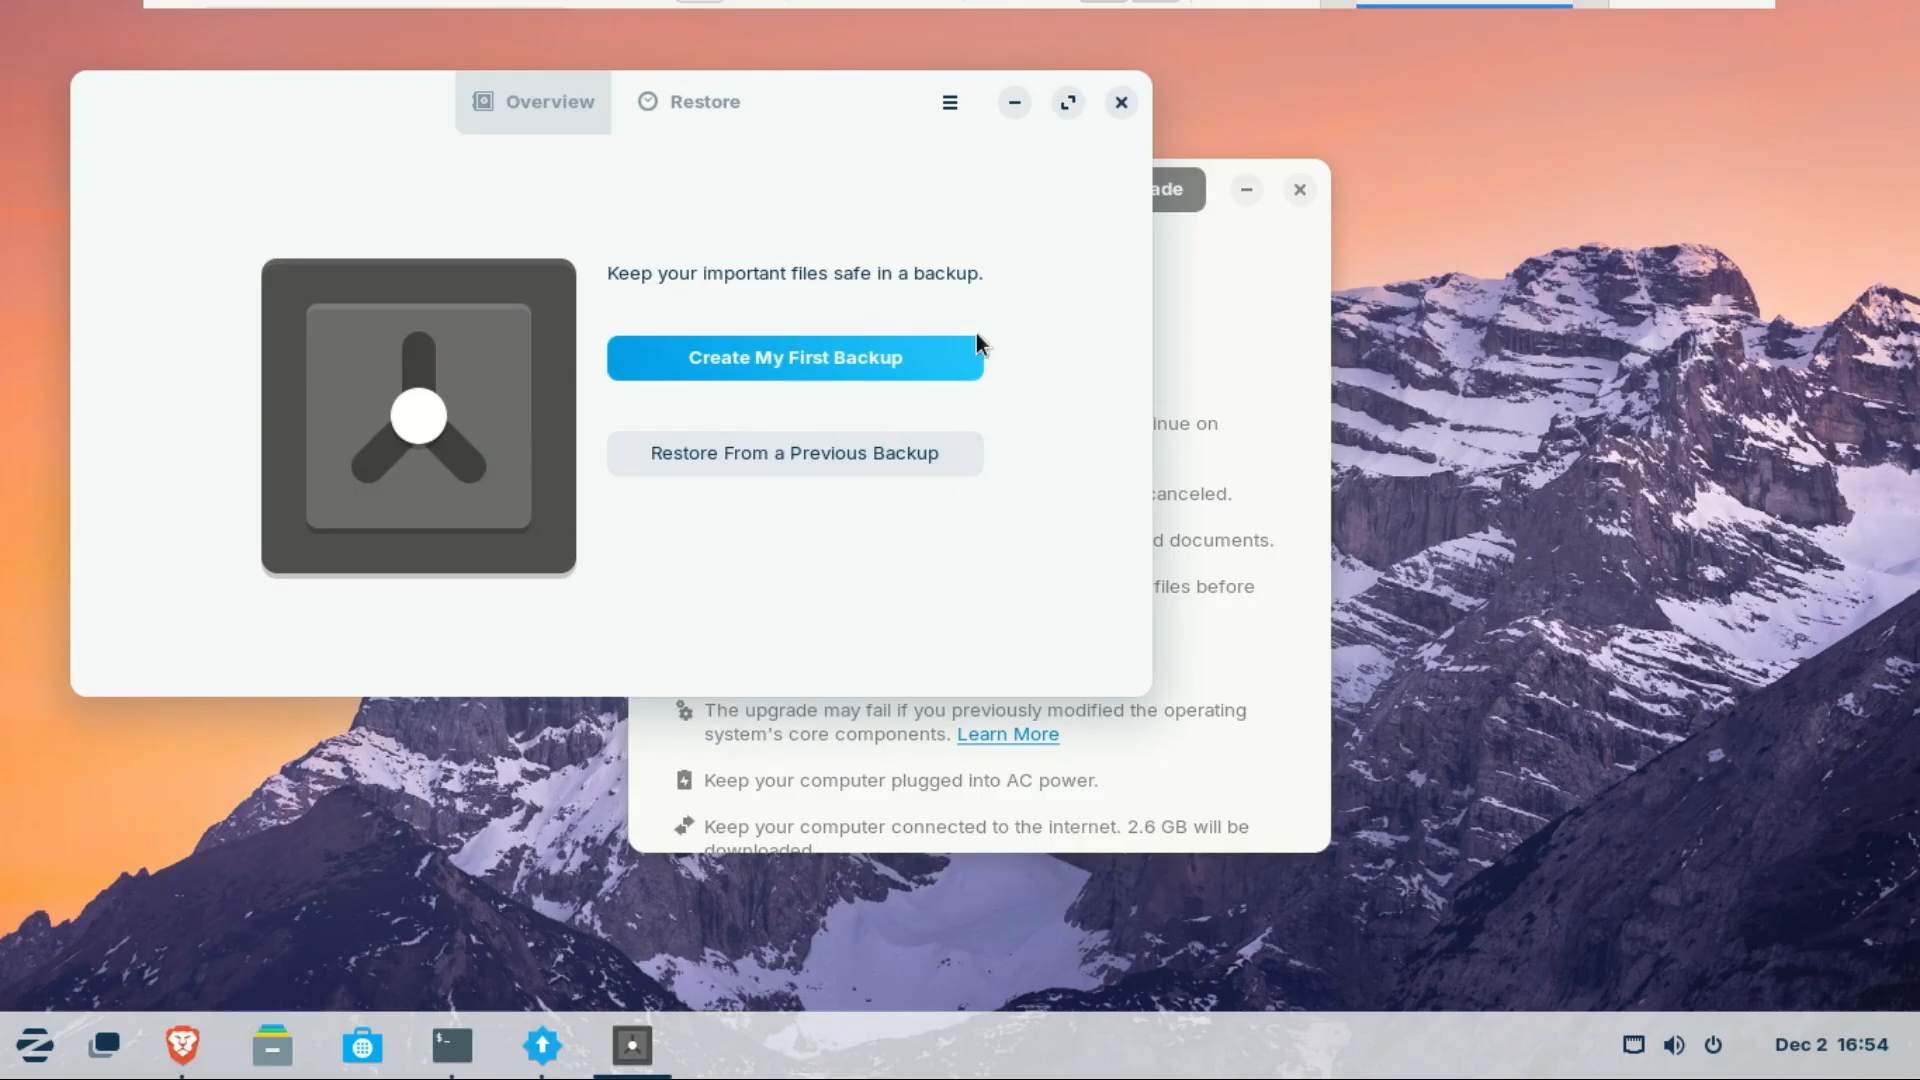 Overview
Restore
Keep your important files safe in a backup.
Create My First Backup
Restore From a Previous Backup
ade
inue on
canceled.
d documents.
files before
The upgrade may fail if you previously modified the operating
system's core components. Learn More
Keep your computer plugged into AC power.
Keep your computer connected to the internet. 2.6 GB will be
downloaded
$_
Dec 2 16:54